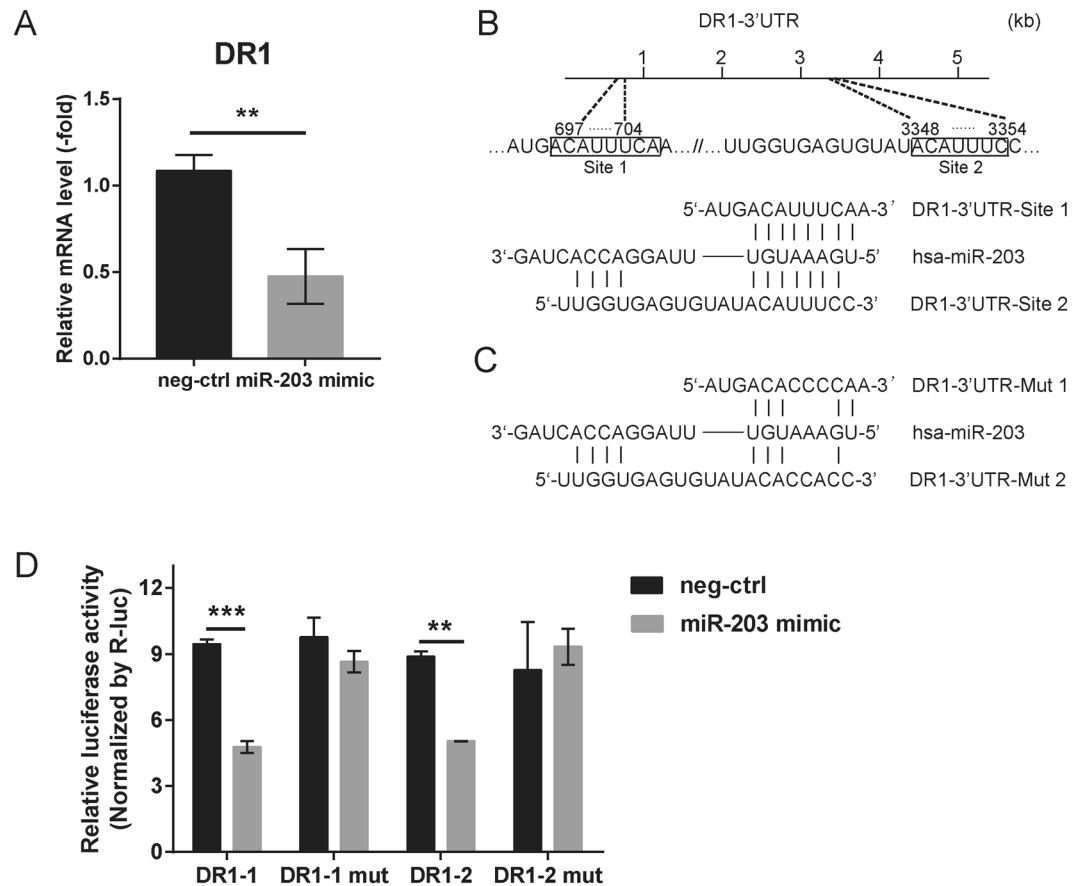 A
DR1
Relative mRNA level (-fold)
1.5
1.0
0.5
0.0
**
neg-ctrl miR-203 mimic
B
DR1-3’UTR (kb)
1 2 3 4 5
697 ...... 704 3348 ...... 3354
...AUGACAUUUCAA...//...UUGGUGAGUGUAUACAUUUCC...
Site 1 Site 2
5‘-AUGACAUUUCAA-3’ DR1-3’UTR-Site 1
3‘-GAUCACCAGGAUU — UGUAAAGU-5’ hsa-miR-203
5‘-UUGGUGAGUGUAUACAUUUCC-3’ DR1-3’UTR-Site 2
C
5‘-AUGACACCCCAA-3’ DR1-3’UTR-Mut 1
3‘-GAUCACCAGGAUU — UGUAAAGU-5’ hsa-miR-203
5‘-UUGGUGAGUGUAUACACCACC-3’ DR1-3’UTR-Mut 2
D
Relative luciferase activity
(Normalized by R-luc)
12
9
6
3
0
*** **
neg-ctrl
miR-203 mimic
DR1-1 DR1-1 mut DR1-2 DR1-2 mut